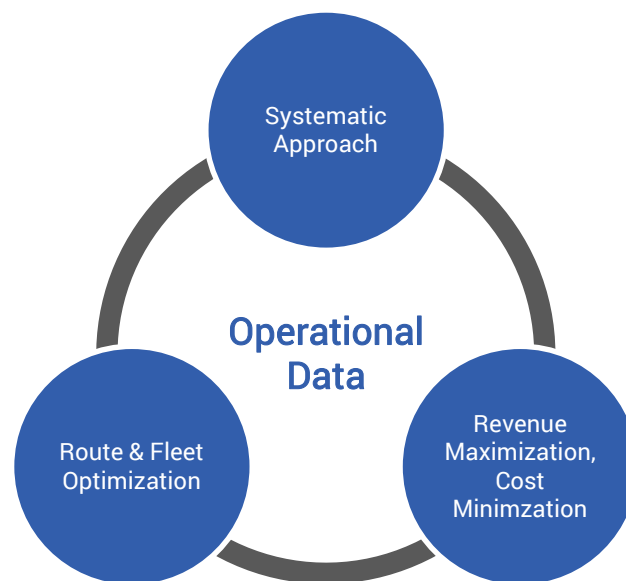 Systematic
Approach
Operational
Data
Route & Fleet
Optimization
Revenue
Maximization,
Cost
Minimzation